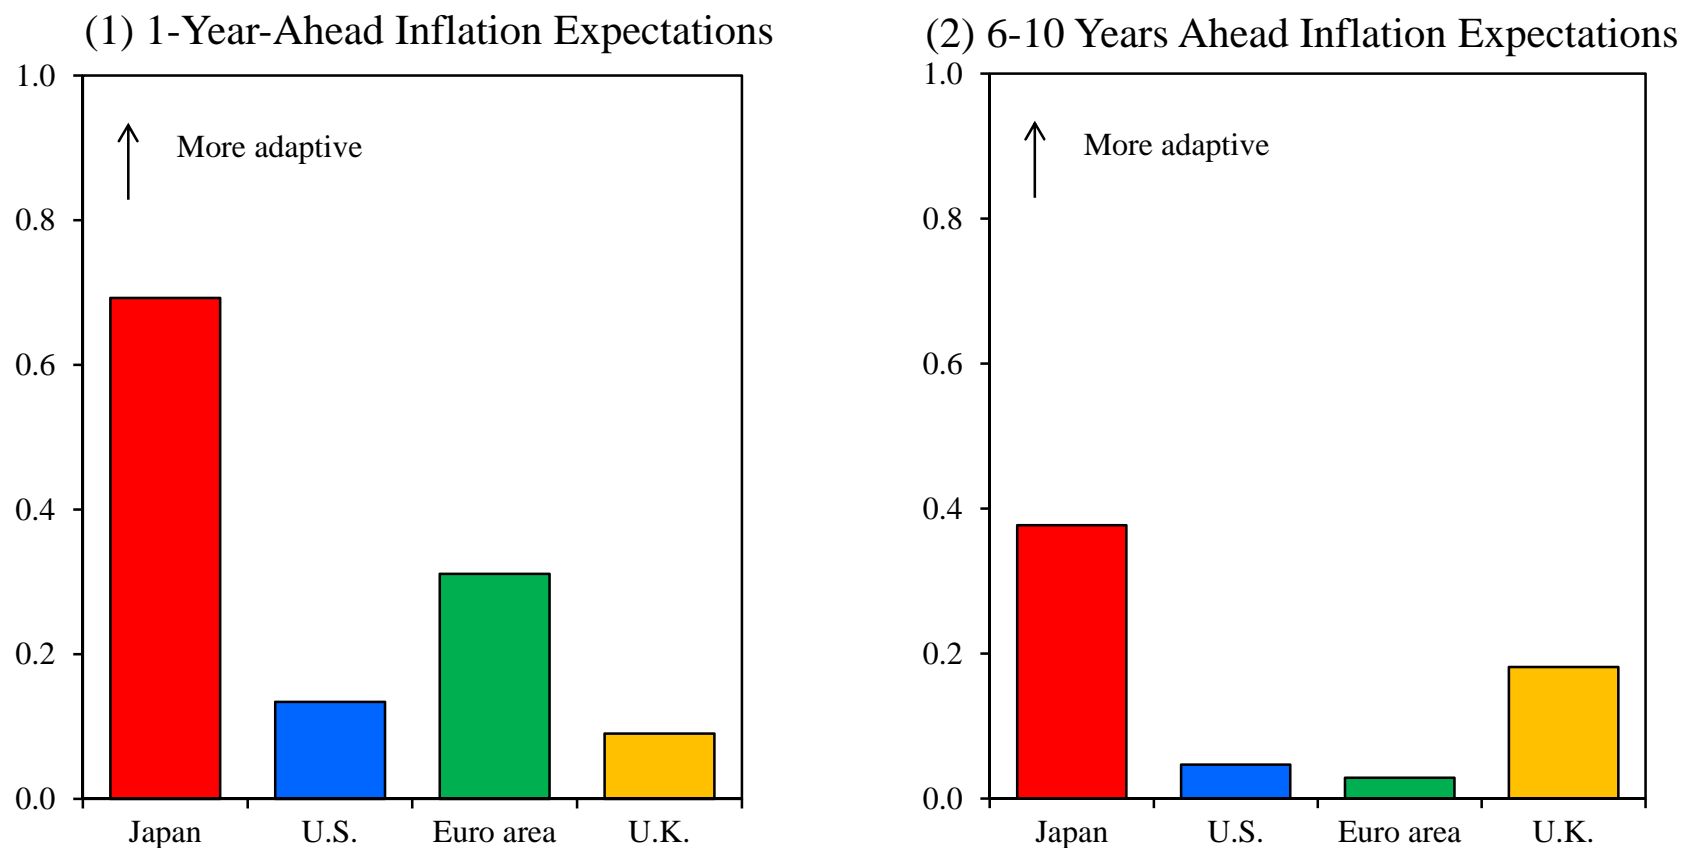 (1) 1-Year-Ahead Inflation Expectations
1.0
More adaptive
0.8
0.6
0.4
0.2
0.0
Japan U.S. Euro area U.K.
(2) 6-10 Years Ahead Inflation Expectations
1.0
More adaptive
0.8
0.6
0.4
0.2
0.0
Japan U.S. Euro area U.K.